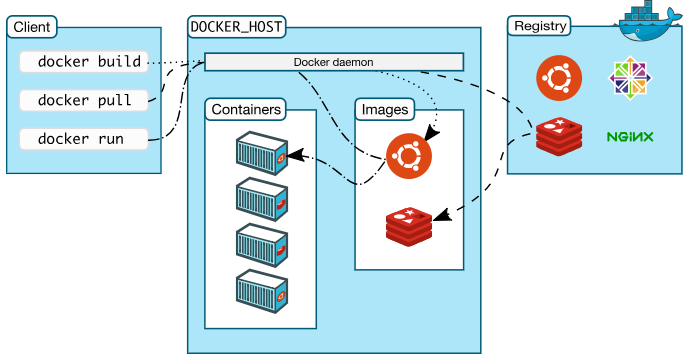 Client
docker build
docker pull
docker run
DOCKER_HOST
Docker daemon
Containers
Images
Registry
NGiNX